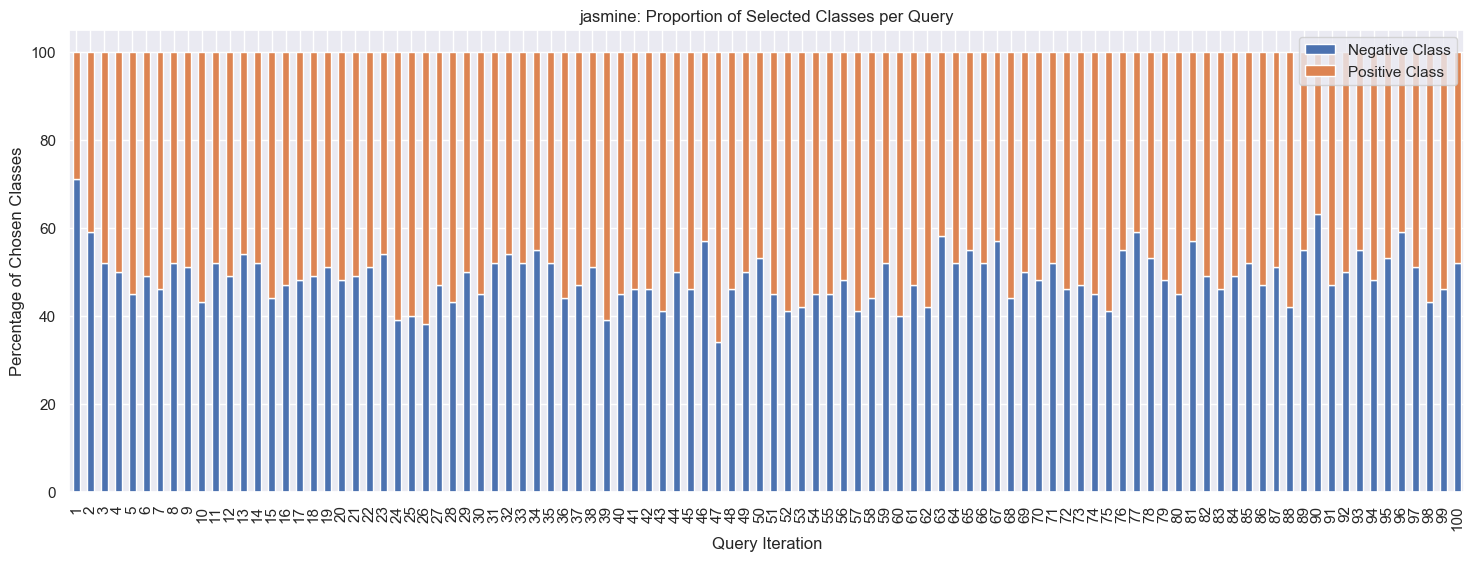 jasmine: Proportion of Selected Classes per Query
Negative Class
Positive Class
Percentage of Chosen Classes
100
80
60
40
20
0
1 2 3 4 5 6 7 8 9 10 11 12 13 14 15 16 17 18 19 20 21 22 23 24 25 26 27 28 29 30 31 32 33 34 35 36 37 38 39 40 41 42 43 44 45 46 47 48 49 50 51 52 53 54 55 56 57 58 59 60 61 62 63 64 65 66 67 68 69 70 71 72 73 74 75 76 77 78 79 80 81 82 83 84 85 86 87 88 89 90 91 92 93 94 95 96 97 98 99 100
Query Iteration